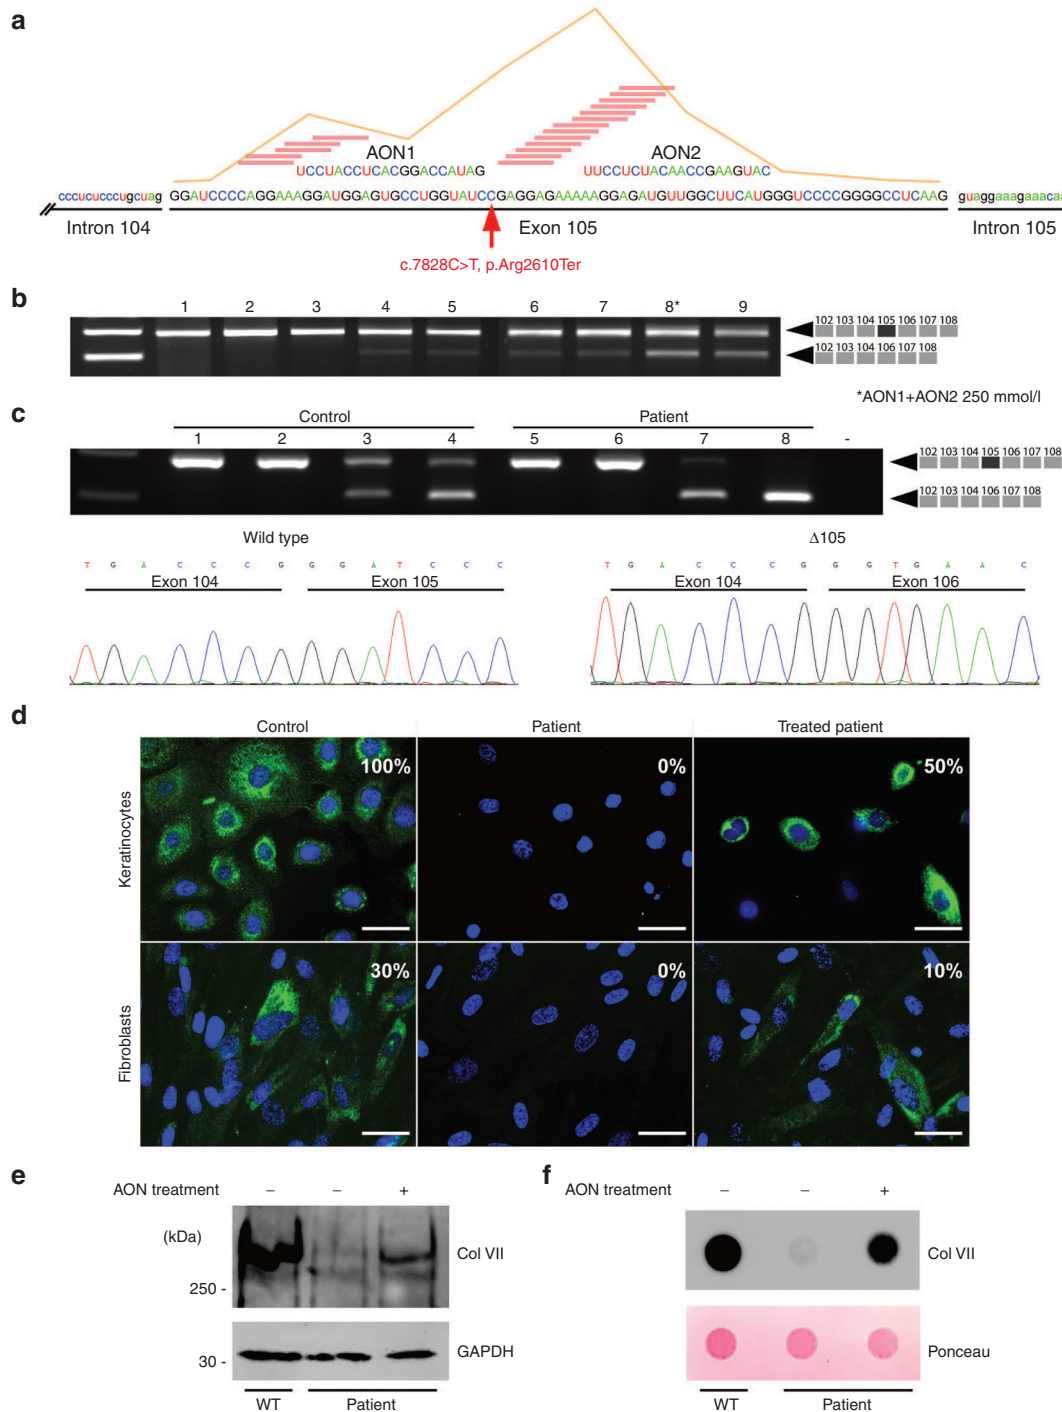 a
AON1
AON2
UCCUACCUCACGGACCAUAG
UUCCUCUACAACCGAAGUAC
cccucucccugcuag
GGAUCCCCAGGAAAGGAUGGAGUGCCUGGUAUCCGAGGAGAAAAAGGAGAUGUUGGCUUCAUGGGUCCCCGGGGCCUCAAG
guaggaaagaaacaa
Intron 104
Exon 105
Intron 105
c.7828C>T, p.Arg2610Ter
b
1 2 3 4 5 6 7 8* 9
102 103 104 105 106 107 108
102 103 104 106 107 108
*AON1+AON2 250 mmol/l
c
Control
Patient
1 2 3 4 5 6 7 8 -
102 103 104 105 106 107 108
102 103 104 106 107 108
Wild type
Δ105
T G A C C C G G G A T C C C
T G A C C C G G G T G A A C
Exon 104
Exon 105
Exon 104
Exon 106
d
Control
Patient
Treated patient
Keratinocytes
100%
0%
50%
Fibroblasts
30%
0%
10%
e
AON treatment − − +
(kDa)
Col VII
250 -
GAPDH
30 -
WT
Patient
f
AON treatment − − +
Col VII
Ponceau
WT
Patient